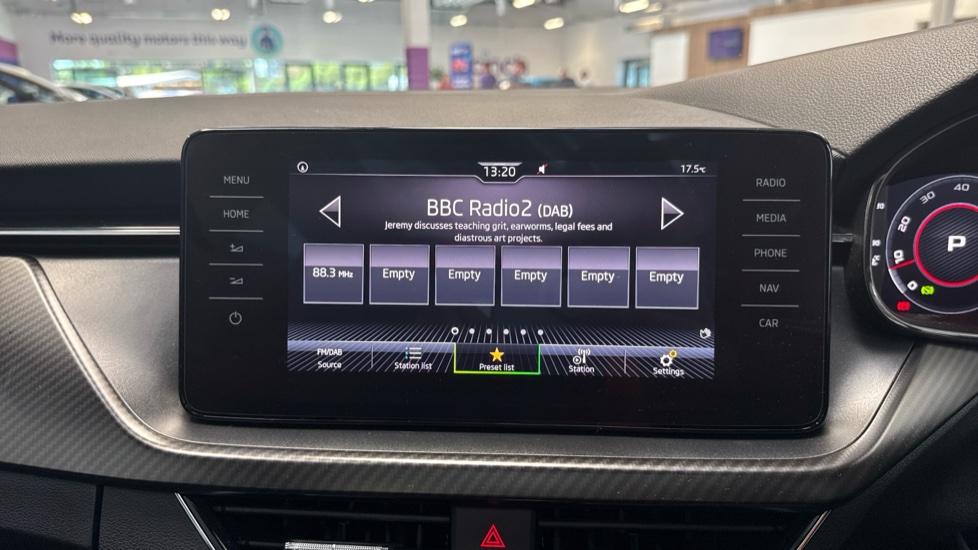 More quality motors this way
MENU
HOME
13:20
17.5°C
BBC Radio2 (DAB)
Jeremy discusses teaching grit, earworms, legal fees and
diastrous art projects.
88.3 MHz
Empty
Empty
Empty
Empty
Empty
FM/DAB
Source
Station list
Preset list
Station
Settings
RADIO
MEDIA
PHONE
NAV
CAR
0
10
20
30
40
P